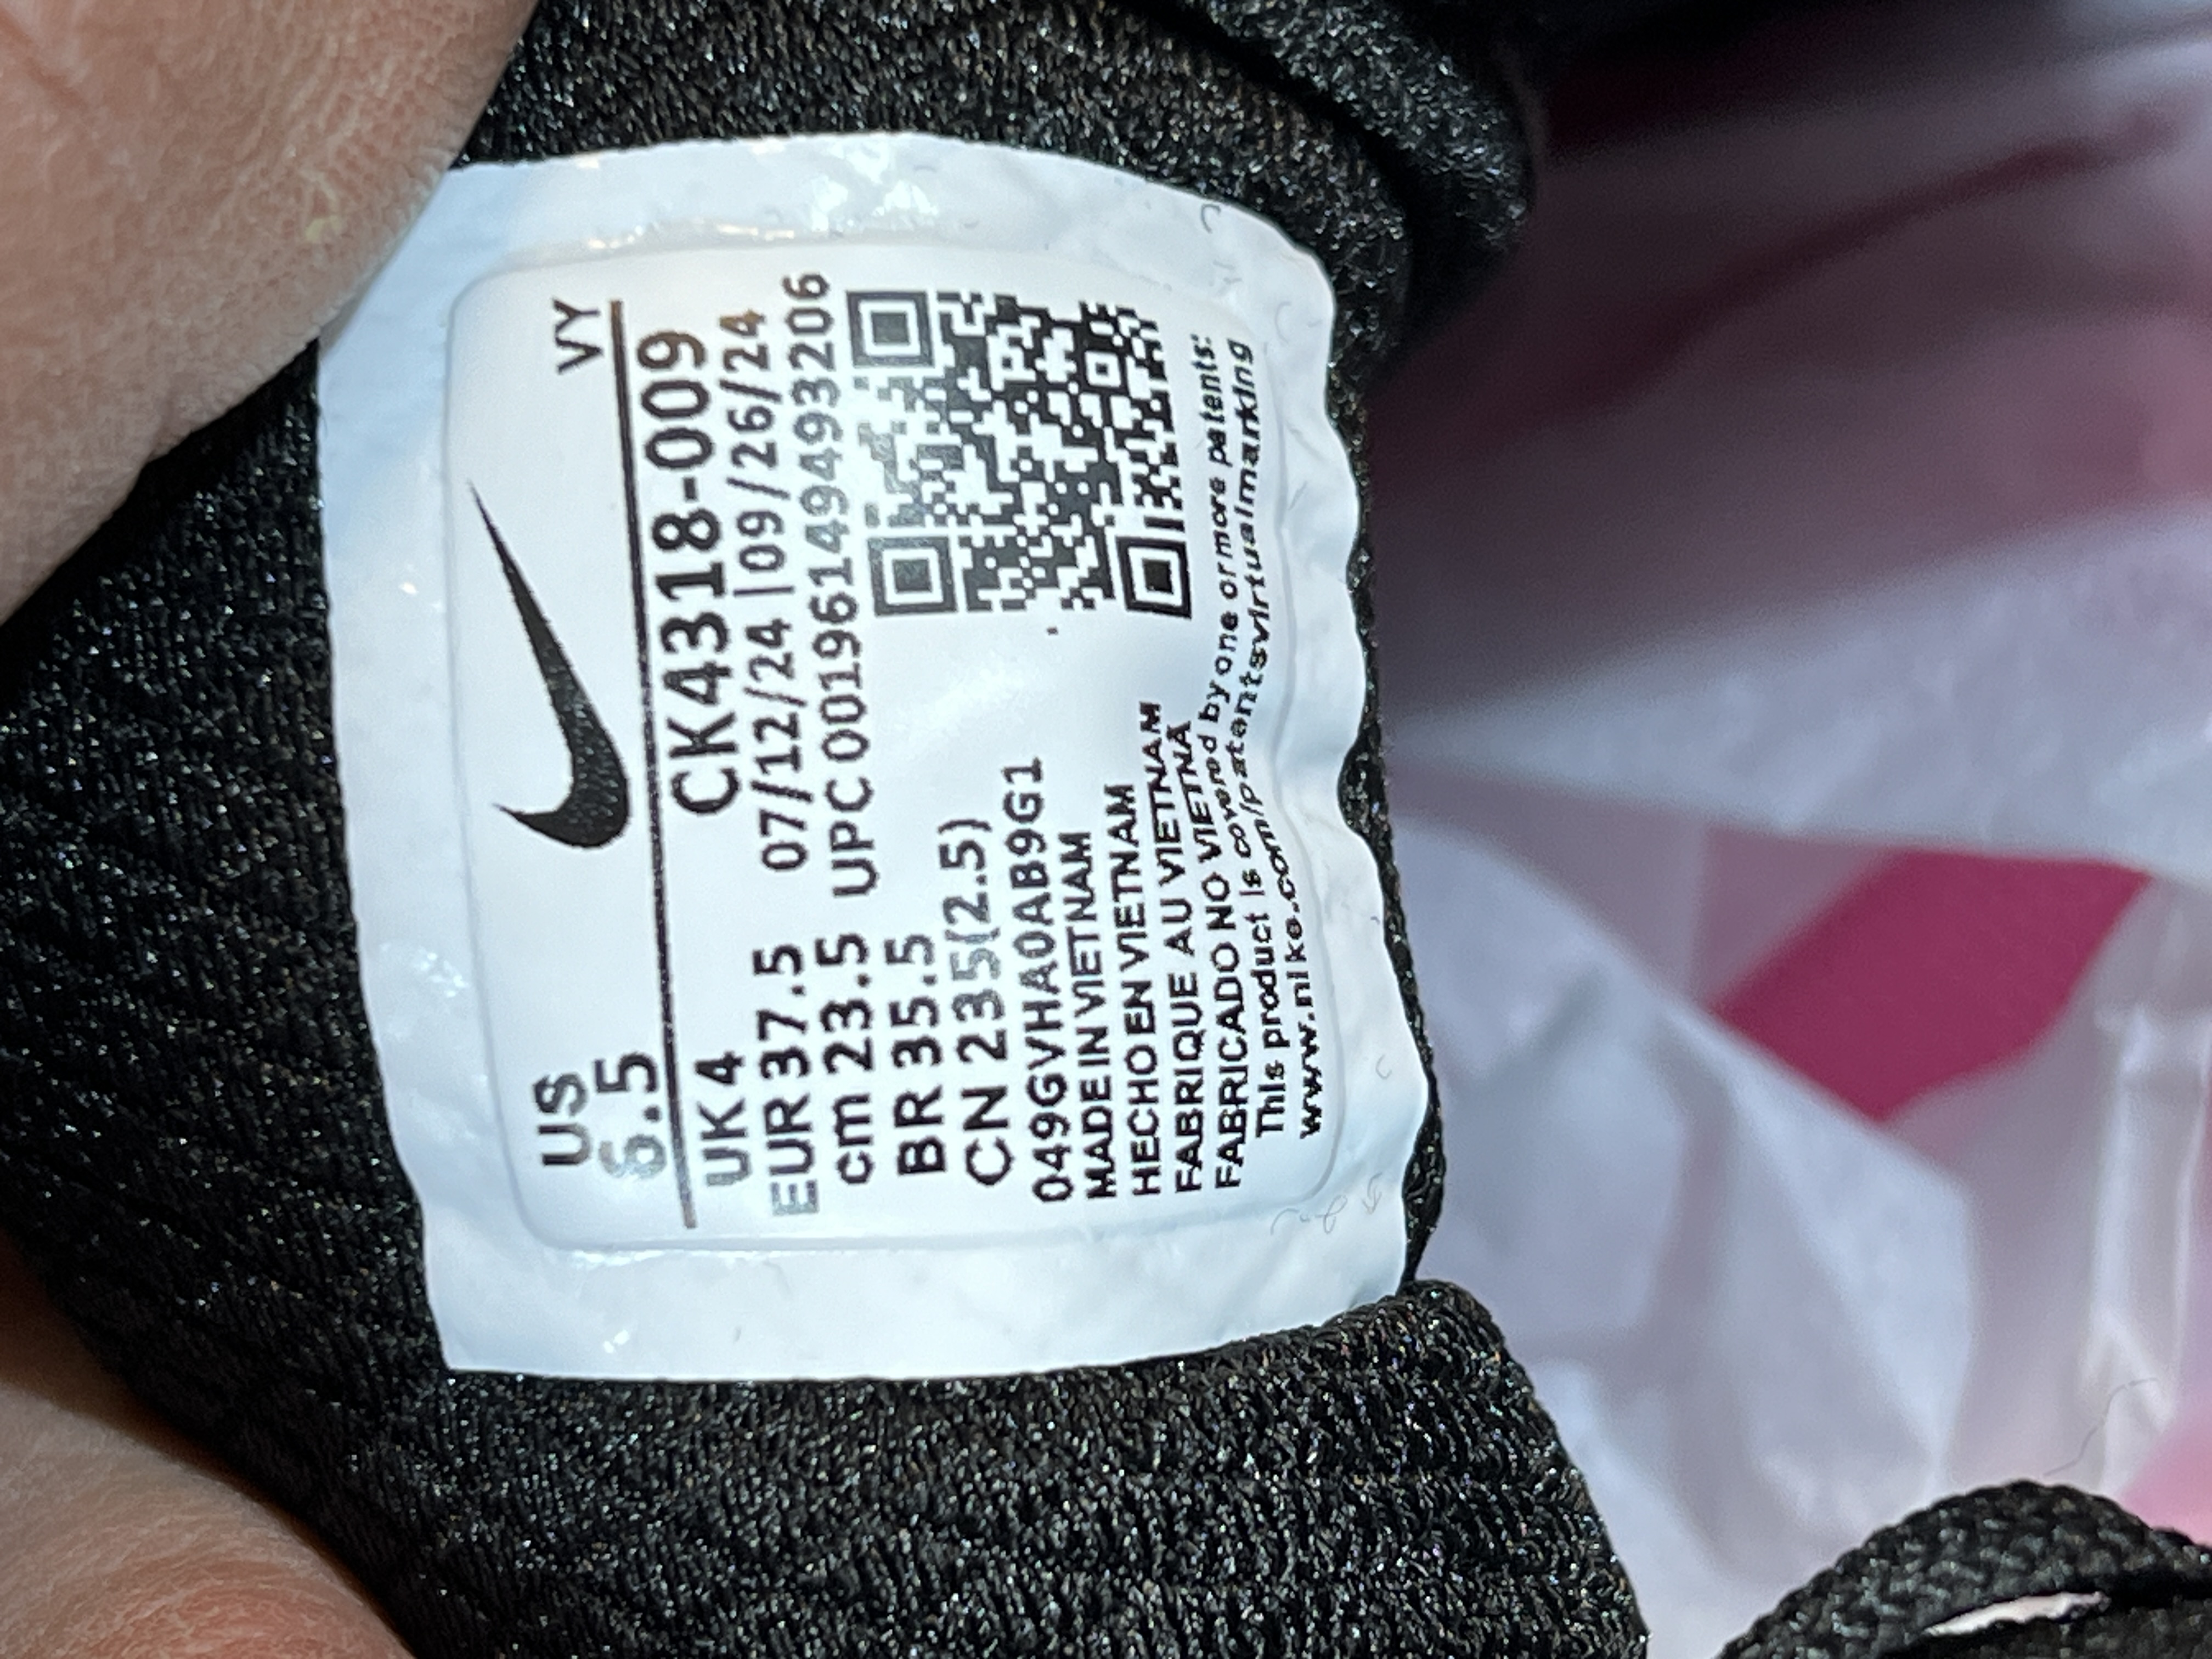 US
6.5
VY
UK 4
CK4318-009
EUR 37.5
07/12/24 | 09/26/24
cm 23.5
UPC 00196149493206
BR 35.5
CN 235(2.5)
049GVHA0AB9G1
MADE IN VIETNAM
HECHO EN VIETNAM
FABRIQUE AU VIETNAM
FABRICADO NO VIETNÃ
This product is covered by one or more patents:
www.nike.com/patentsvirtualmarking